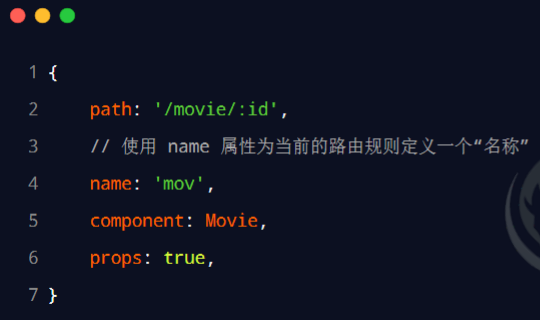 1 {
2 path: '/movie/:id',
3 // 使用 name 属性为当前的路由规则定义一个“名称”
4 name: 'mov',
5 component: Movie,
6 props: true,
7 }